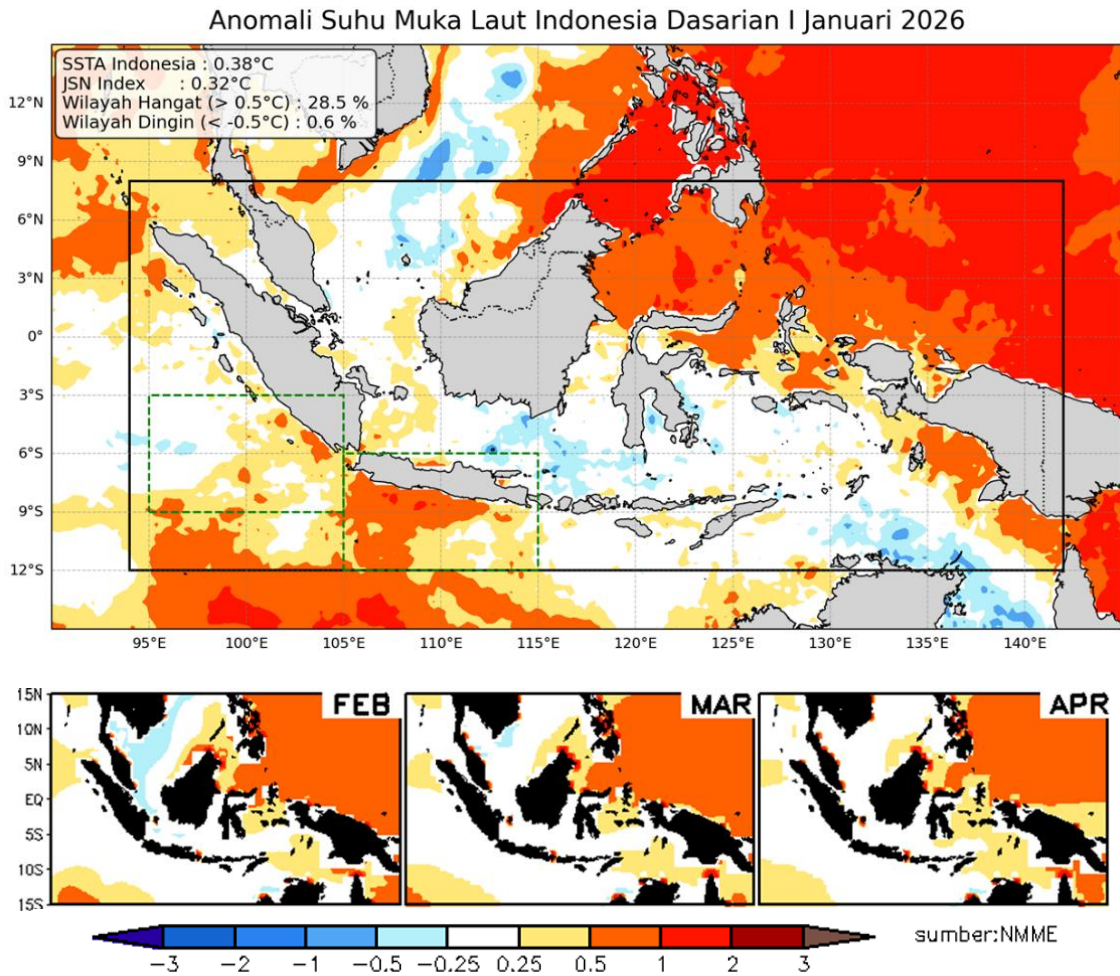 Anomali Suhu Muka Laut Indonesia Dasarian I Januari 2026
SSTA Indonesia : 0.38°C
JSN Index : 0.32°C
Wilayah Hangat (> 0.5°C) : 28.5 %
Wilayah Dingin (< -0.5°C) : 0.6 %
12°N
9°N
6°N
3°N
0°
3°S
6°S
9°S
12°S
95°E 100°E 105°E 110°E 115°E 120°E 125°E 130°E 135°E 140°E
FEB MAR APR
15N
10N
5N
EQ
5S
10S
15S
-3 -2 -1 -0.5 -0.25 0.25 0.5 1 2 3
sumber:NMME